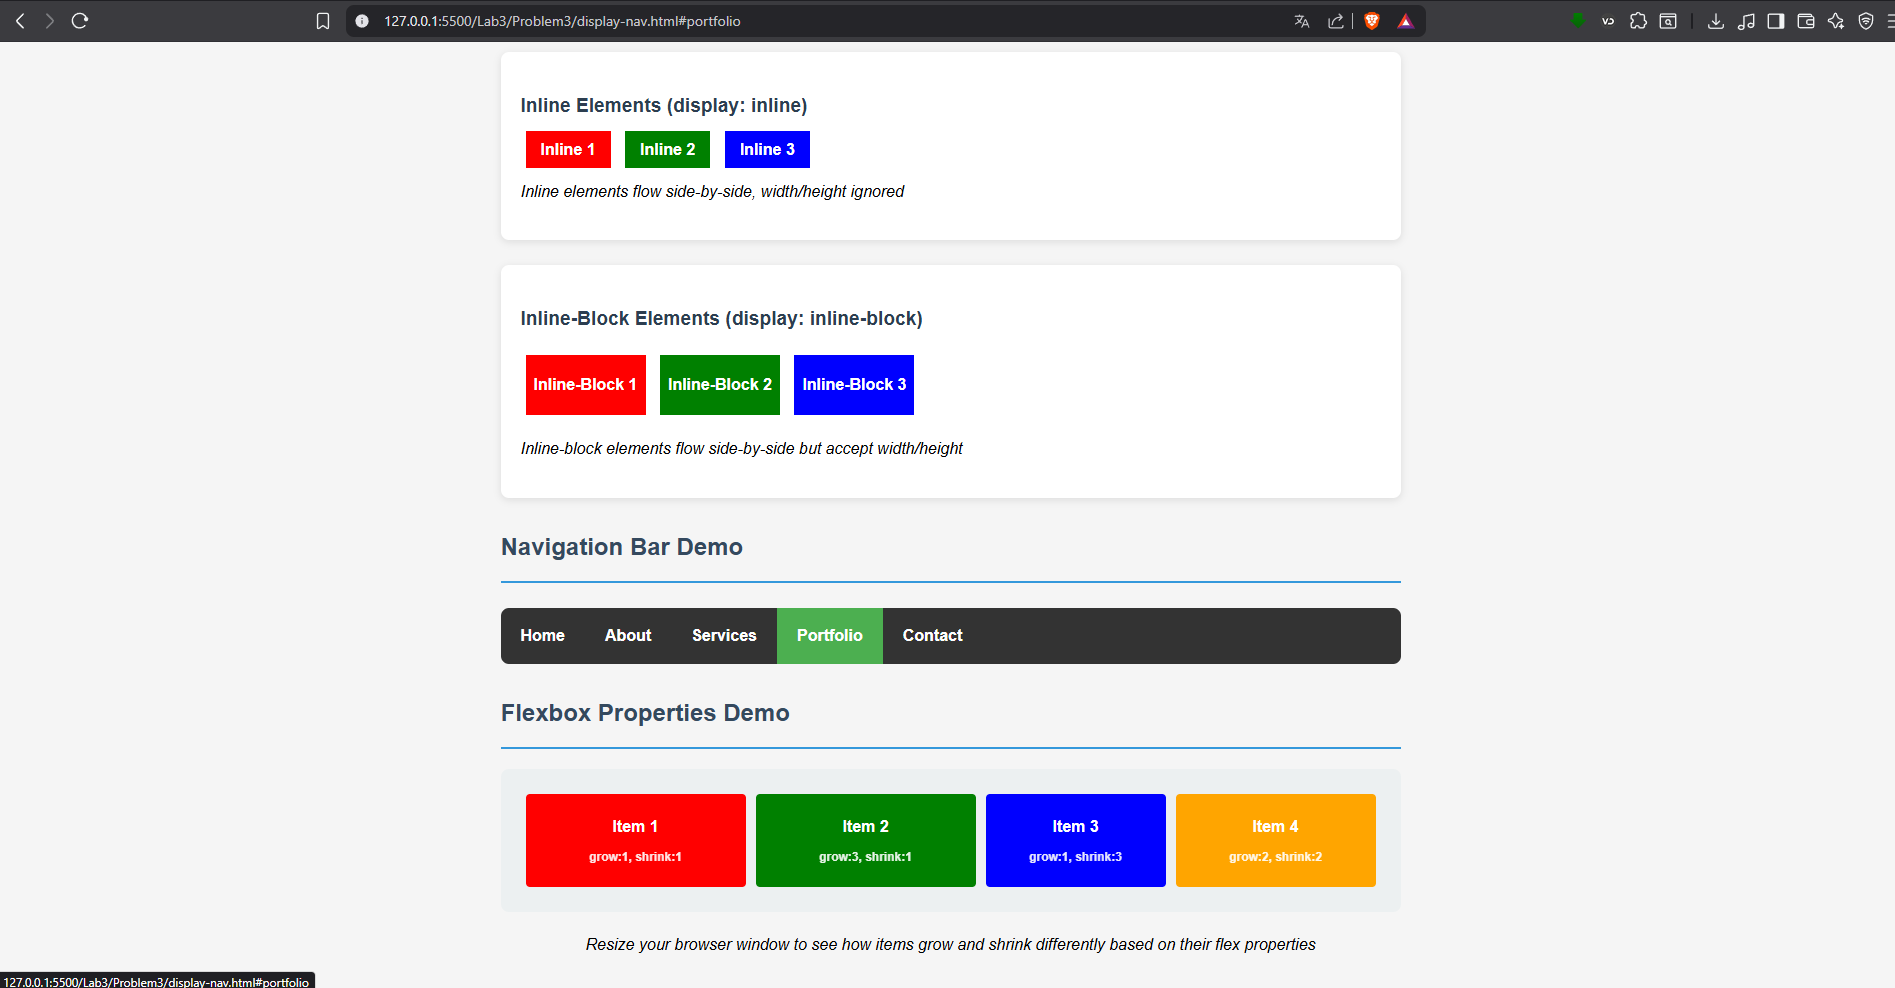 127.0.0.1:5500/Lab3/Problem3/display-nav.html#portfolio
Inline Elements (display: inline)
Inline 1 Inline 2 Inline 3
Inline elements flow side-by-side, width/height ignored
Inline-Block Elements (display: inline-block)
Inline-Block 1 Inline-Block 2 Inline-Block 3
Inline-block elements flow side-by-side but accept width/height
Navigation Bar Demo
Home About Services Portfolio Contact
Flexbox Properties Demo
Item 1 Item 2 Item 3 Item 4
grow:1, shrink:1 grow:3, shrink:1 grow:1, shrink:3 grow:2, shrink:2
Resize your browser window to see how items grow and shrink differently based on their flex properties
127.0.0.1:5500/Lab3/Problem3/display-nav.html#portfolio